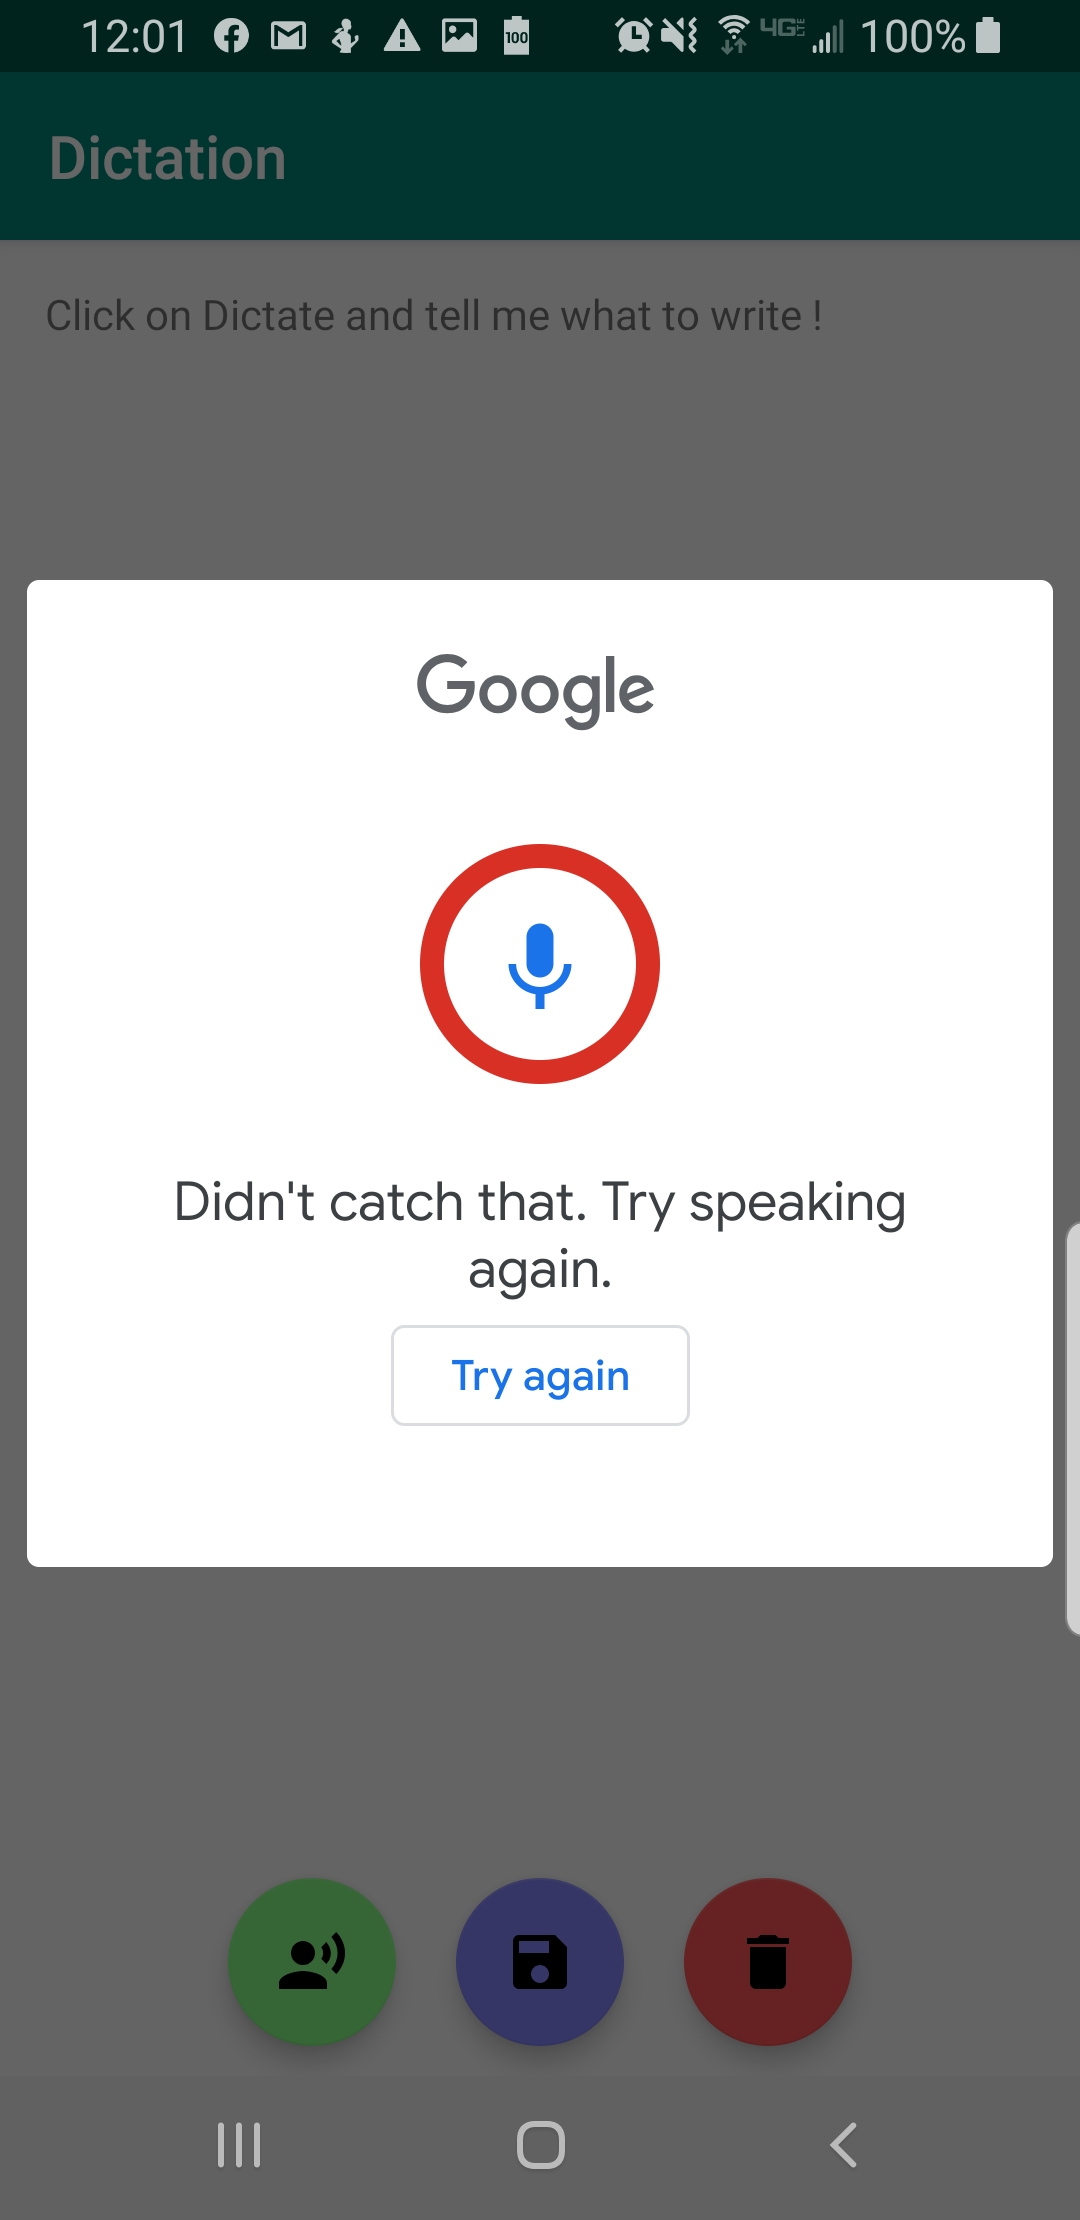 12:01 100 4G LTE 100%
Dictation
Click on Dictate and tell me what to write !
Google
Didn't catch that. Try speaking
again.
Try again